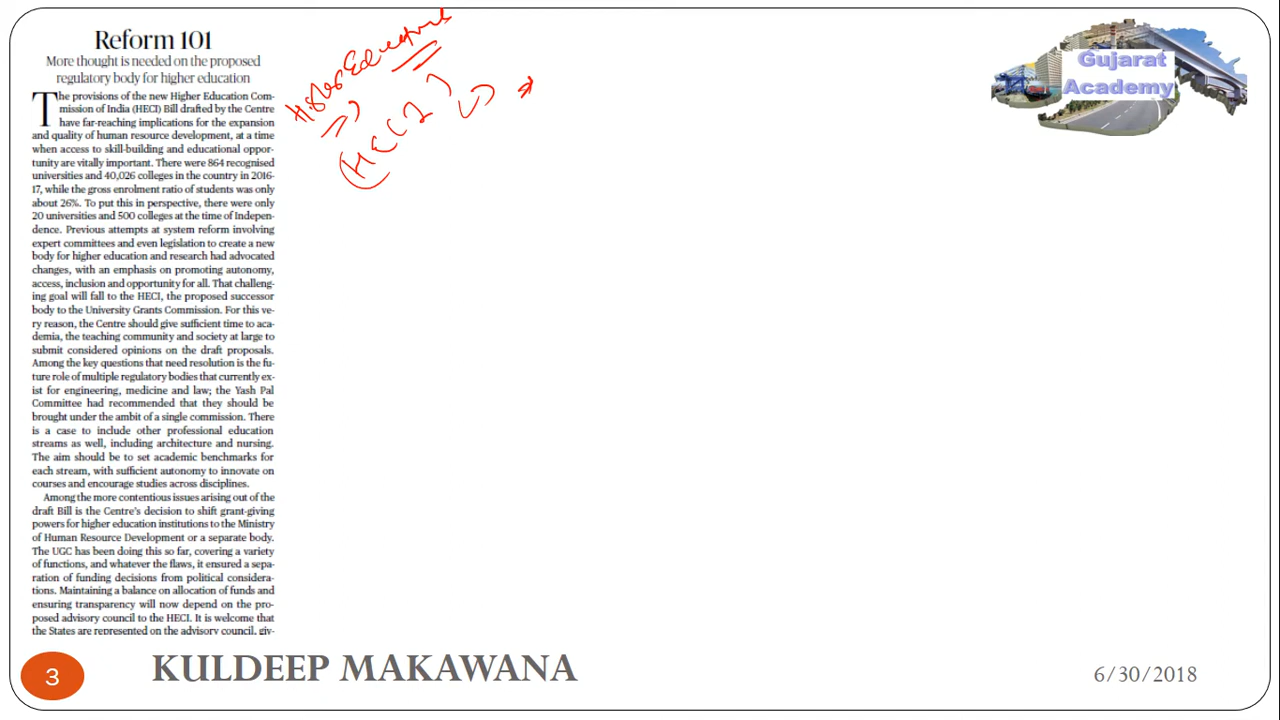 Reform 101
More thought is needed on the proposed
regulatory body for higher education
The provisions of the new Higher Education Com-
mission of India (HECI) Bill drafted by the Centre
have far-reaching implications for the expansion
and quality of human resource development, at a time
when access to skill-building and educational oppor-
tunity are vitally important. There were 864 recognised
universities and 40,026 colleges in the country in 2016-
17, while the gross enrolment ratio of students was only
about 26%. To put this in perspective, there were only
20 universities and 500 colleges at the time of Indepen-
dence. Previous attempts at system reform involving
expert committees and even legislation to create a new
body for higher education and research had advocated
changes, with an emphasis on promoting autonomy,
access, inclusion and opportunity for all. That challeng-
ing goal will fall to the HECI, the proposed successor
body to the University Grants Commission. For this ve-
ry reason, the Centre should give sufficient time to aca-
demia, the teaching community and society at large to
submit considered opinions on the draft proposals.
Among the key questions that need resolution is the fu-
ture role of multiple regulatory bodies that currently ex-
ist for engineering, medicine and law; the Yash Pal
Committee had recommended that they should be
brought under the ambit of a single commission. There
is a case to include other professional education
streams as well, including architecture and nursing.
The aim should be to set academic benchmarks for
each stream, with sufficient autonomy to innovate on
courses and encourage studies across disciplines.
Among the more contentious issues arising out of the
draft Bill is the Centre's decision to shift grant-giving
powers for higher education institutions to the Ministry
of Human Resource Development or a separate body.
The UGC has been doing this so far, covering a variety
of functions, and whatever the flaws, it ensured a sepa-
ration of funding decisions from political considera-
tions. Maintaining a balance on allocation of funds and
ensuring transparency will now depend on the pro-
posed advisory council to the HECI. It is welcome that
the States are represented on the advisory council, giv-
Gujarat
Academy
3
KULDEEP MAKAWANA
6/30/2018